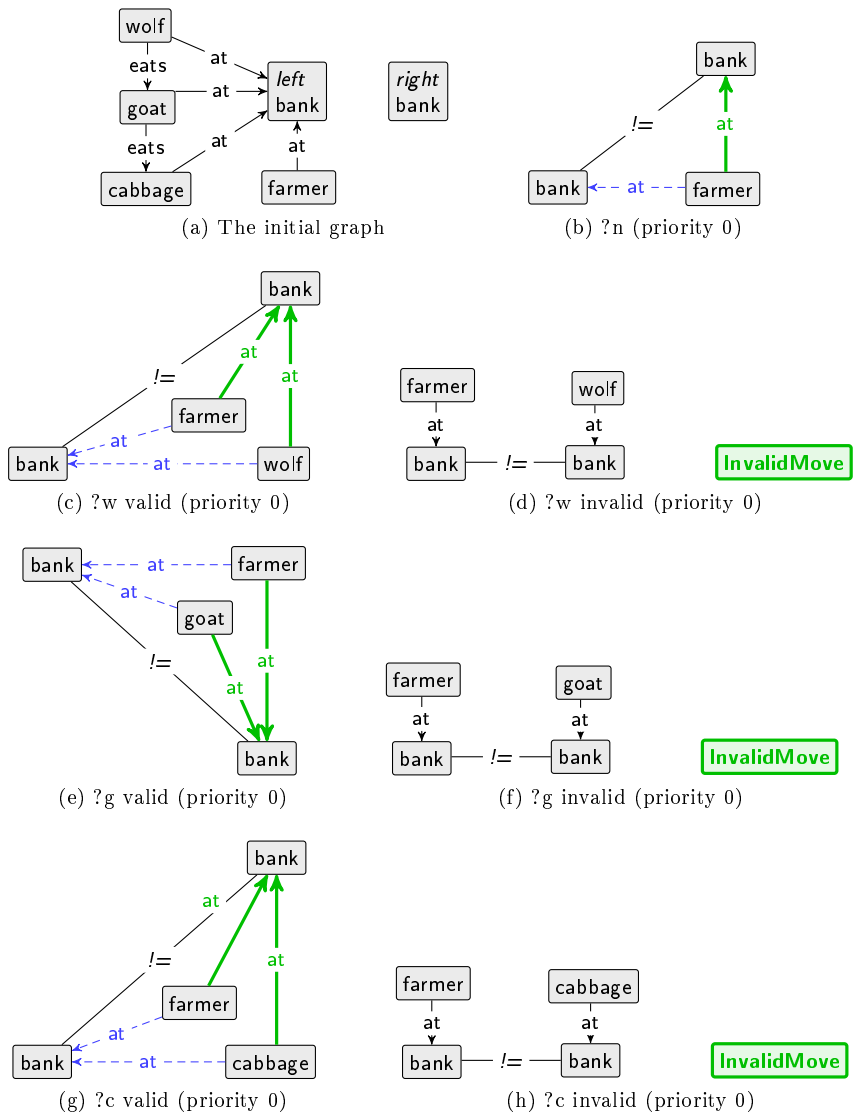 wolf
at
eats
left
bank
right
bank
goat
at
eats
at
at
cabbage
farmer
(a) The initial graph
bank
!=
at
bank
at
farmer
(b) ?n (priority 0)
bank
!=
at
at
farmer
at
bank
at
wolf
(c) ?w valid (priority 0)
farmer
wolf
at
at
bank
!=
bank
InvalidMove
(d) ?w invalid (priority 0)
bank
at
farmer
at
goat
!=
at
at
bank
(e) ?g valid (priority 0)
farmer
goat
at
at
bank
!=
bank
InvalidMove
(f) ?g invalid (priority 0)
bank
at
!=
at
farmer
at
bank
at
cabbage
(g) ?c valid (priority 0)
farmer
cabbage
at
at
bank
!=
bank
InvalidMove
(h) ?c invalid (priority 0)